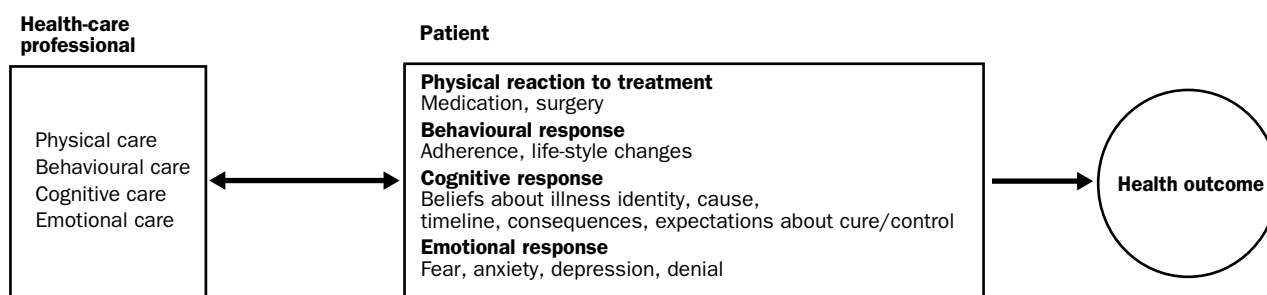 Health-care
professional
Patient
Physical care
Behavioural care
Cognitive care
Emotional care
Physical reaction to treatment
Medication, surgery
Behavioural response
Adherence, life-style changes
Cognitive response
Beliefs about illness identity, cause,
timeline, consequences, expectations about cure/control
Emotional response
Fear, anxiety, depression, denial
Health outcome